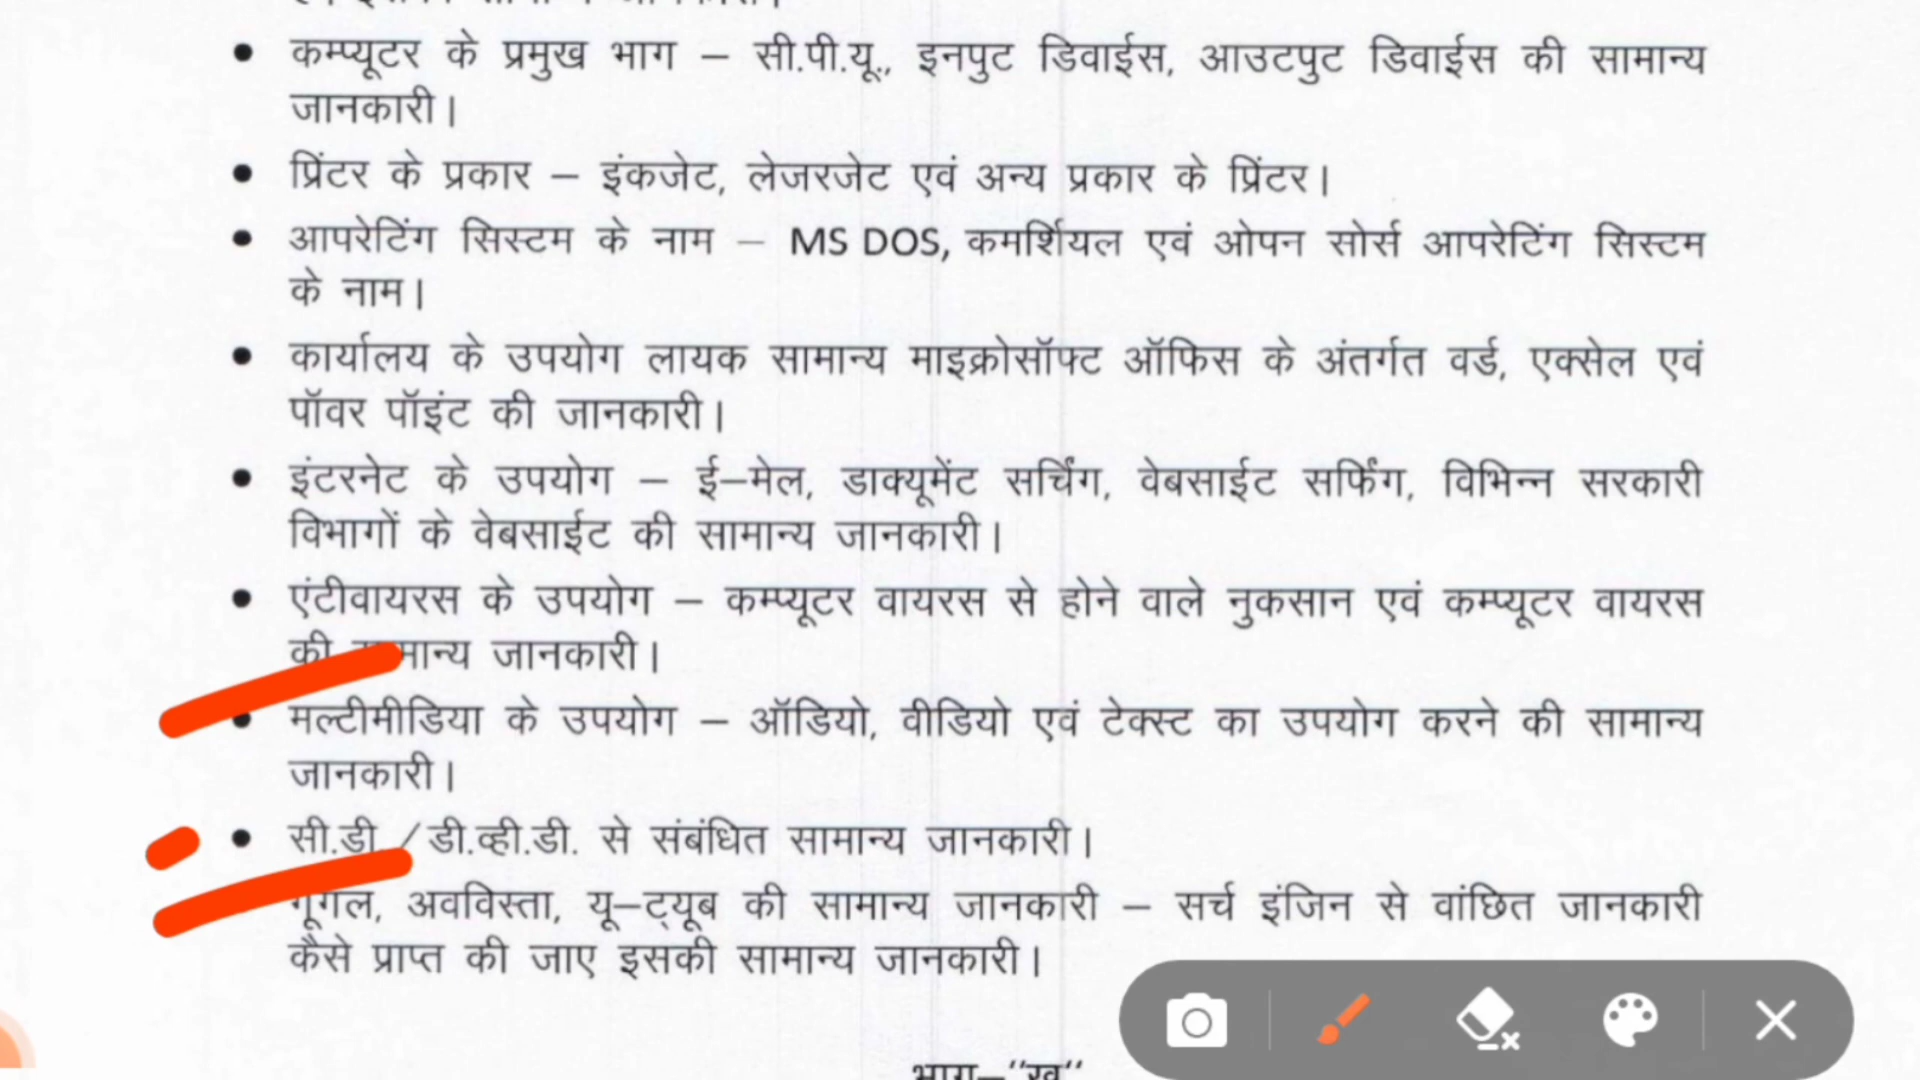 • कम्प्यूटर के प्रमुख भाग – सी.पी.यू., इनपुट डिवाईस, आउटपुट डिवाईस की सामान्य
जानकारी।
• प्रिंटर के प्रकार – इंकजेट, लेजरजेट एवं अन्य प्रकार के प्रिंटर।
• आपरेटिंग सिस्टम के नाम – MS DOS, कमर्शियल एवं ओपन सोर्स आपरेटिंग सिस्टम
के नाम।
• कार्यालय के उपयोग लायक सामान्य माइक्रोसॉफ्ट ऑफिस के अंतर्गत वर्ड, एक्सेल एवं
पॉवर पॉइंट की जानकारी।
• इंटरनेट के उपयोग – ई–मेल, डाक्यूमेंट सर्चिंग, वेबसाईट सर्फिंग, विभिन्न सरकारी
विभागों के वेबसाईट की सामान्य जानकारी।
• एंटीवायरस के उपयोग – कम्प्यूटर वायरस से होने वाले नुकसान एवं कम्प्यूटर वायरस
की सामान्य जानकारी।
• मल्टीमीडिया के उपयोग – ऑडियो, वीडियो एवं टेक्स्ट का उपयोग करने की सामान्य
जानकारी।
• सी.डी. / डी.व्ही.डी. से संबंधित सामान्य जानकारी।
गूगल, अवविस्ता, यू–ट्यूब की सामान्य जानकारी – सर्च इंजिन से वांछित जानकारी
कैसे प्राप्त की जाए इसकी सामान्य जानकारी।
भाग–"ख"